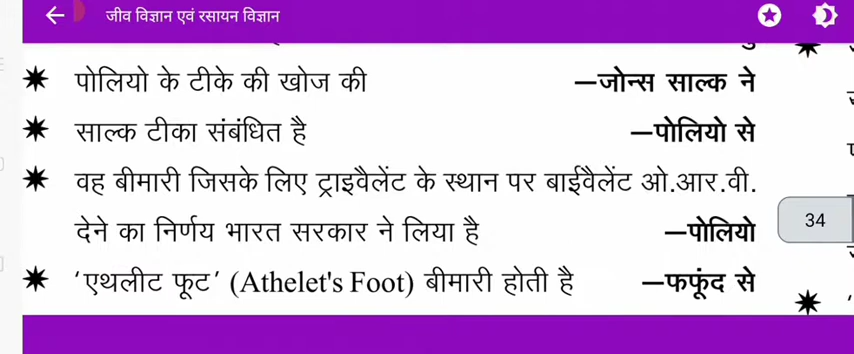 जीव विज्ञान एवं रसायन विज्ञान
पोलियो के टीके की खोज की —जोन्स साल्क ने
साल्क टीका संबंधित है —पोलियो से
वह बीमारी जिसके लिए ट्राइवैलेंट के स्थान पर बाईवैलेंट ओ.आर.वी.
देने का निर्णय भारत सरकार ने लिया है —पोलियो
34
'एथलीट फूट' (Athelet's Foot) बीमारी होती है —फफूंद से